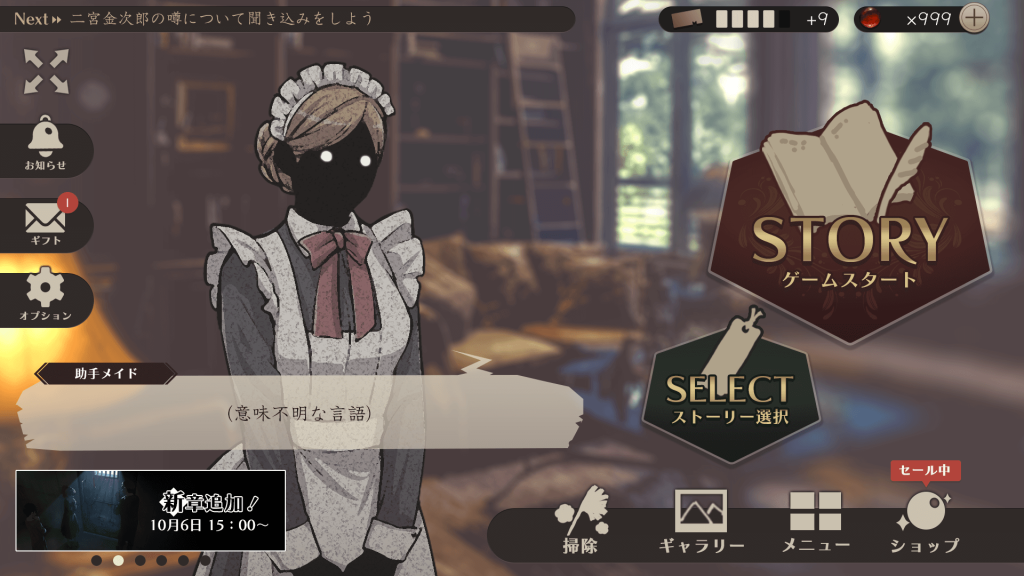 Next▸▸ 二宮金次郎の噂について聞き込みをしよう
+9
x999
お知らせ
1
ギフト
オプション
STORY
ゲームスタート
SELECT
ストーリー選択
助手メイド
(意味不明な言語)
新章追加!
10月6日 15:00~
セール中
掃除
ギャラリー
メニュー
ショップ